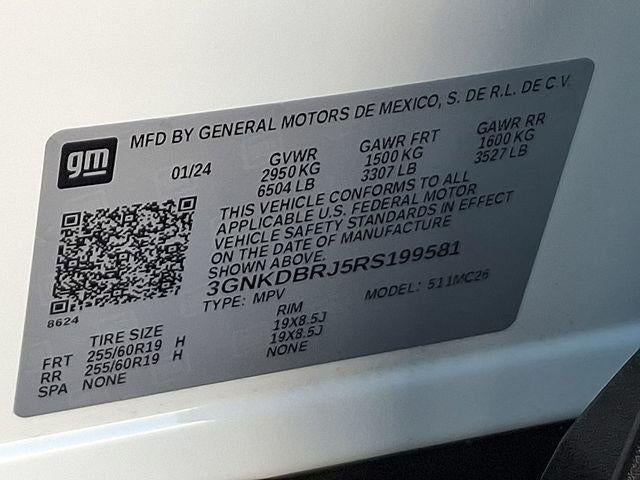 gm
MFD BY GENERAL MOTORS DE MEXICO, S. DE R.L. DE C V.
01/24
GVWR
2950 KG
6504 LB
GAWR FRT
1500 KG
3307 LB
GAWR RR
1600 KG
3527 LB
THIS VEHICLE CONFORMS TO ALL
APPLICABLE U.S. FEDERAL MOTOR
VEHICLE SAFETY STANDARDS IN EFFECT
ON THE DATE OF MANUFACTURE
SHOWN ABOVE.
3GNKDBRJ5RS199581
TYPE: MPV MODEL: 511MC26
8624
TIRE SIZE RIM
FRT 255/60R19 H 19X8.5J
RR 255/60R19 H 19X8.5J
SPA NONE NONE